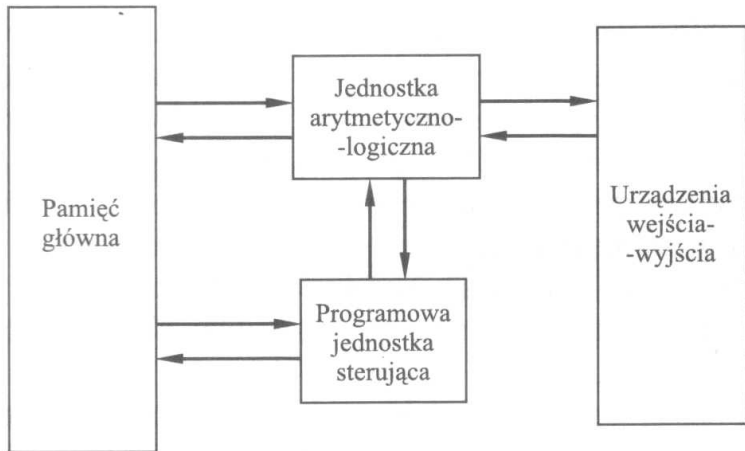 Pamięć
główna
Jednostka
arytmetyczno-
-logiczna
Programowa
jednostka
sterująca
Urządzenia
wejścia-
-wyjścia